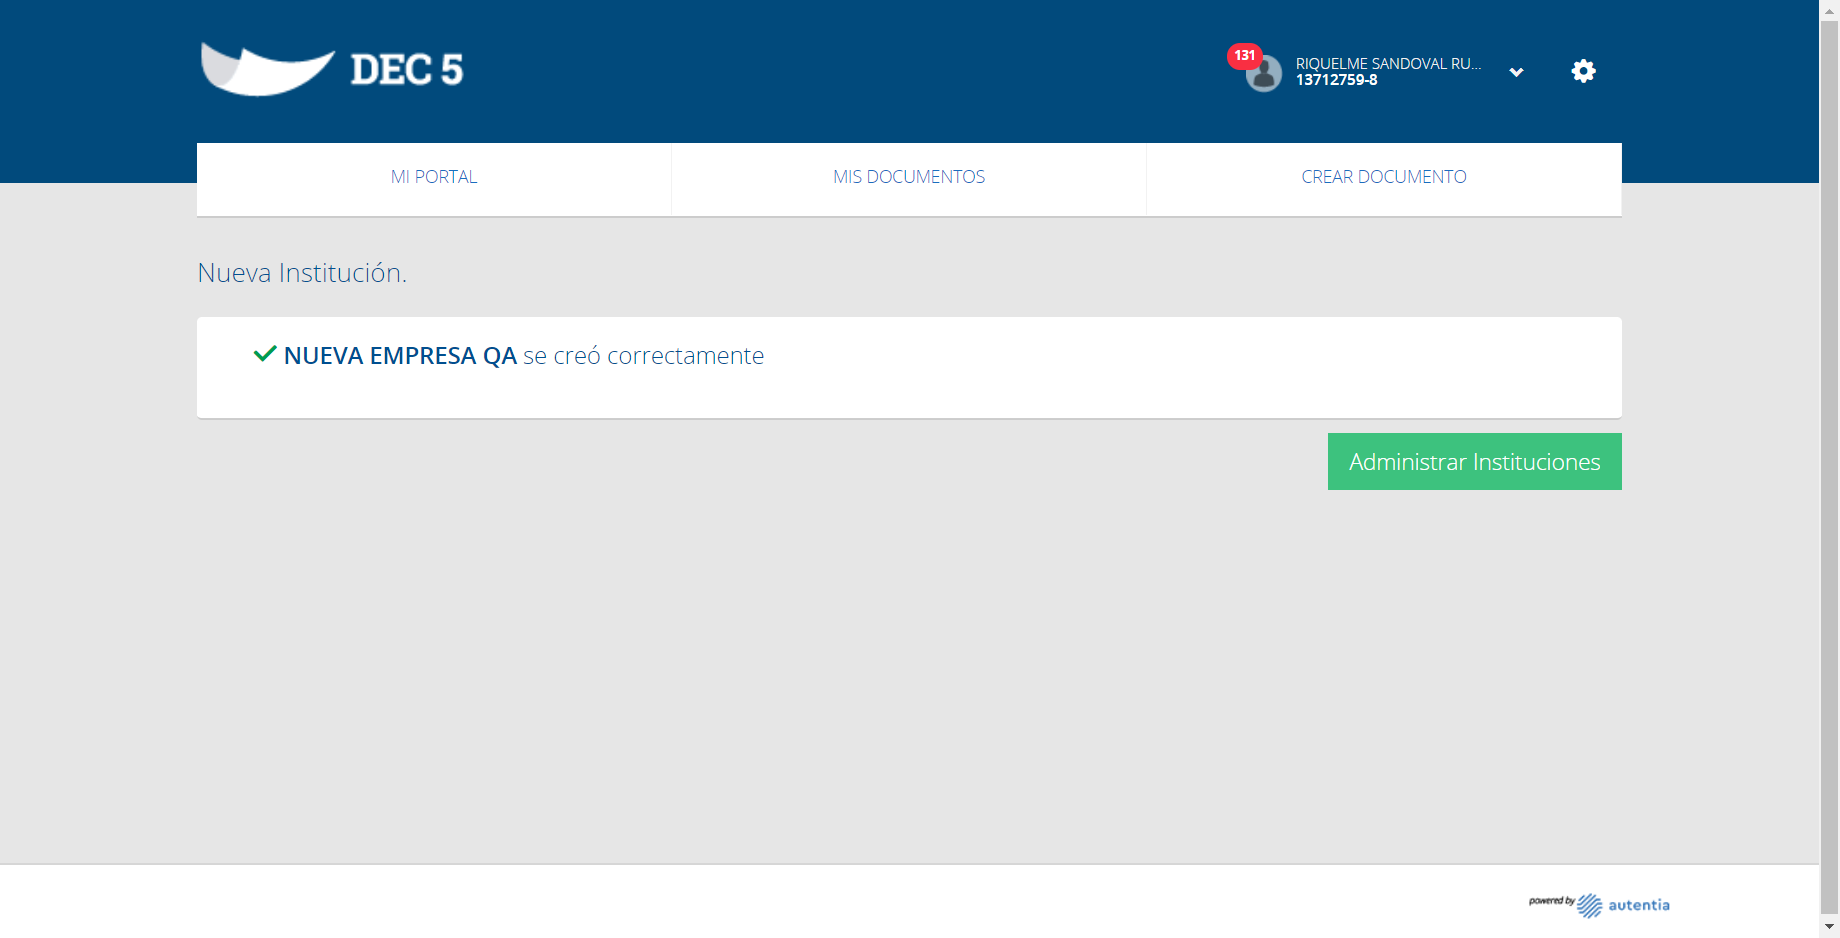 DEC 5
131
RIQUELME SANDOVAL RU...
13712759-8
MI PORTAL
MIS DOCUMENTOS
CREAR DOCUMENTO
Nueva Institución.
NUEVA EMPRESA QA se creó correctamente
Administrar Instituciones
powered by autentia